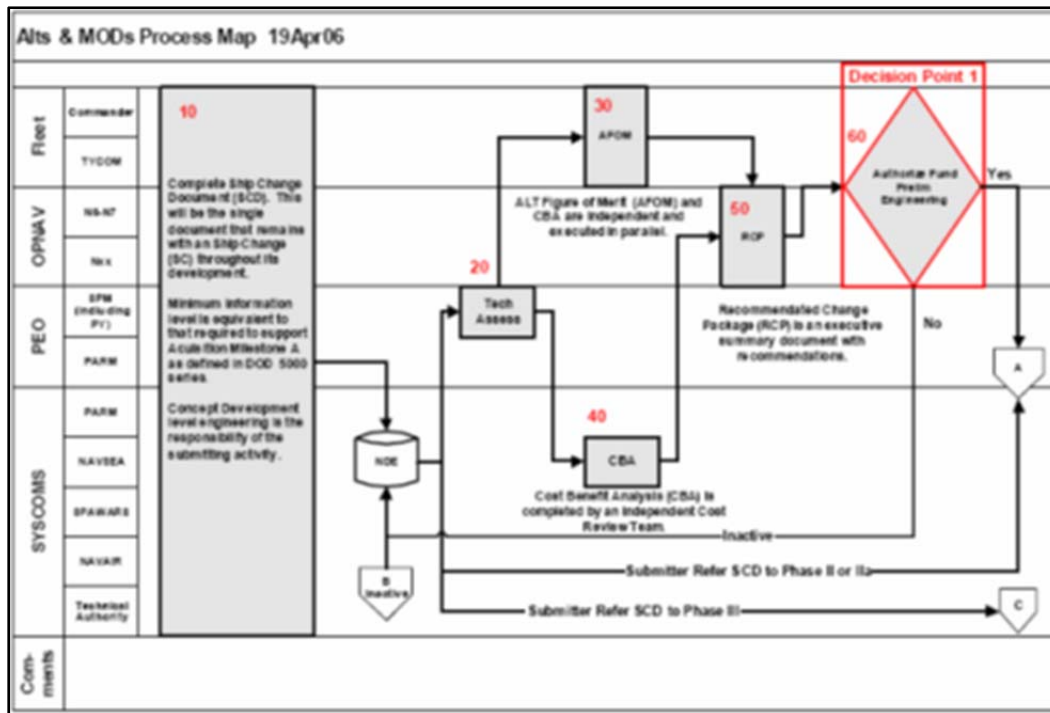 Alts & MODs Process Map 19Apr06
Decision Point 1
Fleet
Commander
TYCOM
OPNAV
N6-N7
Nxx
PEO
SPM
(including
PY)
PARM
SYSCOMS
PARM
NAVSEA
SPAWARS
NAVAIR
Technical
Authority
Com-
ments
10
Complete Ship Change
Document (SCD). This
will be the single
document that remains
with an Ship Change
(SC) throughout its
development.
Minimum information
level is equivalent to
that required to support
Acquisition Milestone A
as defined in DOD 5000
series.
Concept Development
level engineering is the
responsibility of the
submitting activity.
NDE
B
Inactive
20
Tech
Assess
30
AFOM
ALT Figure of Merit (AFOM) and
CBA are independent and
executed in parallel.
40
CBA
Cost Benefit Analysis (CBA) is
completed by an Independent Cost
Review Team.
50
RCP
Recommended Change
Package (RCP) is an executive
summary document with
recommendations.
60
Authorize Fund
Prelim
Engineering
Yes
No
A
Inactive
Submitter Refer SCD to Phase II or IIa
Submitter Refer SCD to Phase III
C